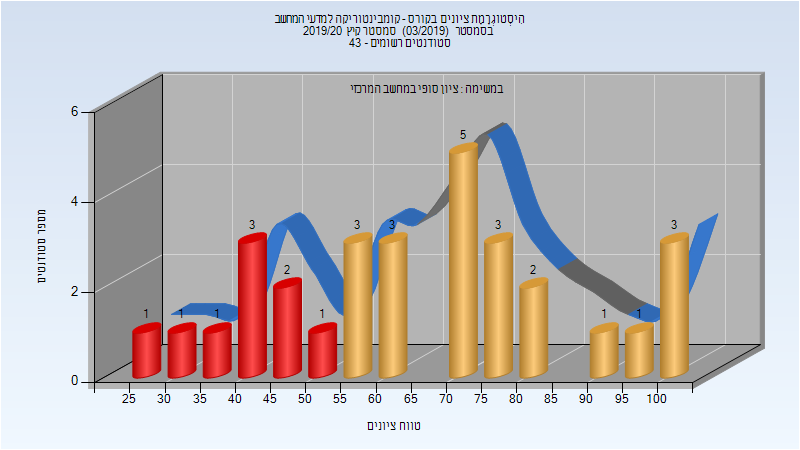 הִיסְטוֹגְרָמַת ציונים בקורס - קומבינטוריקה למדעי המחשב
בסמסטר (03/2019) סמסטר קיץ 2019/20
סטודנטים רשומים - 43
במשימה : ציון סופי במחשב המרכזי
מספר סטודנטים
6
4
2
0
1
1
1
3
2
1
3
3
5
3
2
1
1
3
25 30 35 40 45 50 55 60 65 70 75 80 85 90 95 100
טווח ציונים